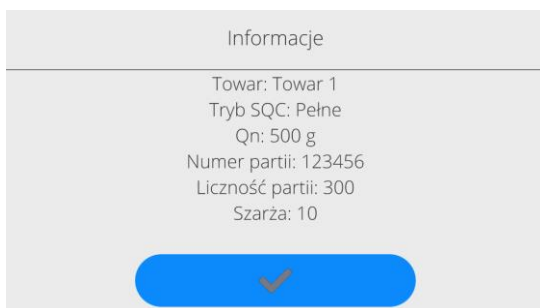 Informacje
Towar: Towar 1
Tryb SQC: Pełne
Qn: 500 g
Numer partii: 123456
Liczność partii: 300
Szarża: 10